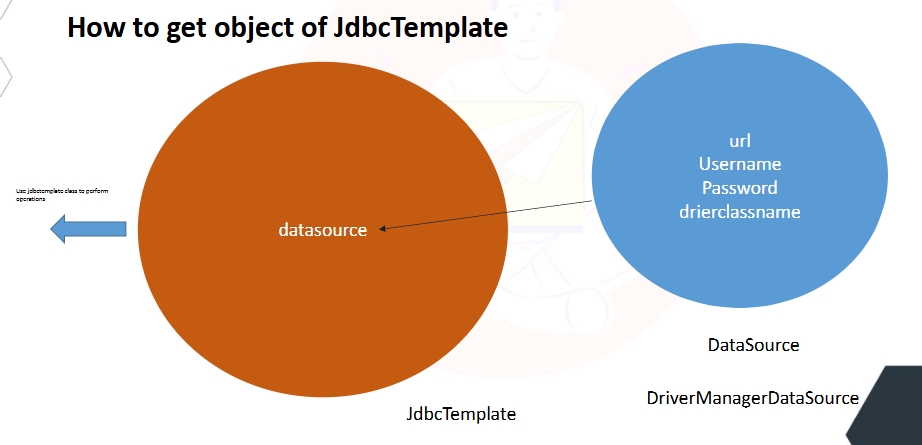 How to get object of JdbcTemplate
url
Username
Password
drierclassname
Use jdbctemplate class to perform
operations
datasource
DataSource
DriverManagerDataSource
JdbcTemplate